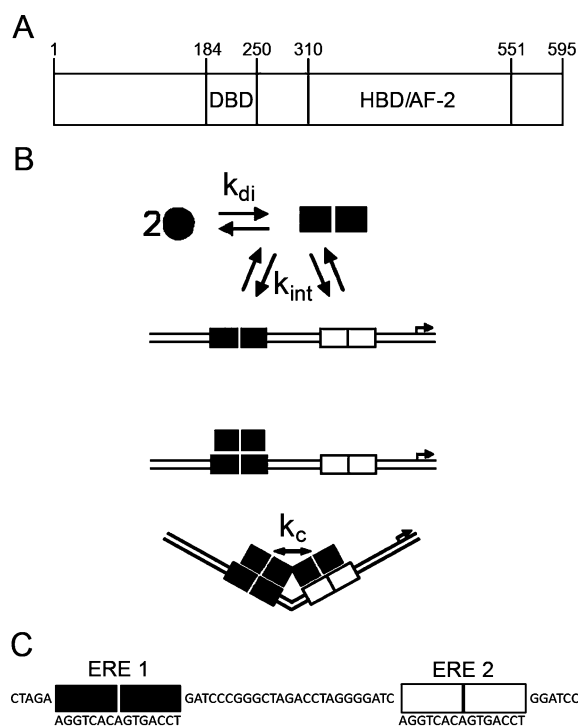 A
1 184 250 310 551 595
DBD HBD/AF-2
B
k_di
2
k_int
k_c
C
ERE 1 ERE 2
CTAGA GATCCCGGGCTAGACCTAGGGGATC GGATCC
AGGTCACAGTGACCT AGGTCACAGTGACCT